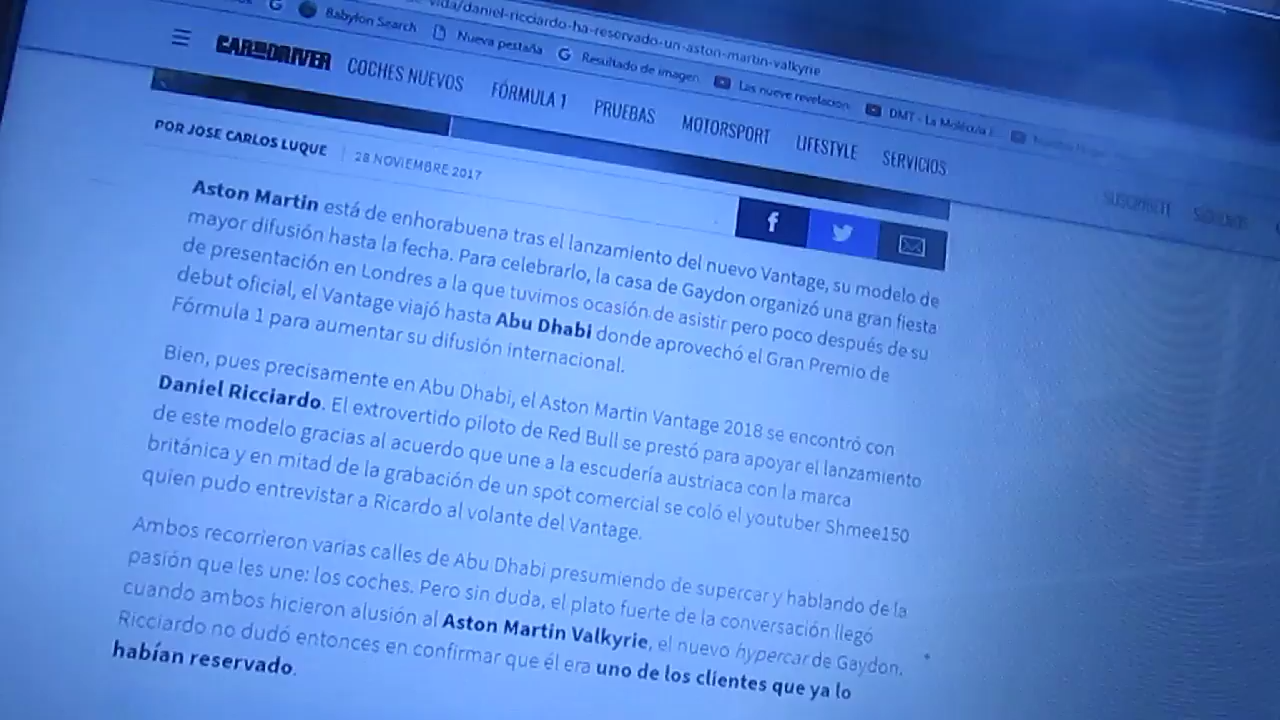 vida/daniel-ricciardo-ha-reservado-un-aston-martin-valkyrie
G Babylon Search Nueva pestaña G Resultado de imagen Las nueve revelacion DMT - La Molécula
CAR AND DRIVER COCHES NUEVOS FÓRMULA 1 PRUEBAS MOTORSPORT LIFESTYLE SERVICIOS SUSCRÍBETE SÍGUENOS
POR JOSE CARLOS LUQUE 28 NOVIEMBRE 2017
Aston Martin está de enhorabuena tras el lanzamiento del nuevo Vantage, su modelo de
mayor difusión hasta la fecha. Para celebrarlo, la casa de Gaydon organizó una gran fiesta
de presentación en Londres a la que tuvimos ocasión de asistir pero poco después de su
debut oficial, el Vantage viajó hasta Abu Dhabi donde aprovechó el Gran Premio de
Fórmula 1 para aumentar su difusión internacional.
Bien, pues precisamente en Abu Dhabi, el Aston Martin Vantage 2018 se encontró con
Daniel Ricciardo. El extrovertido piloto de Red Bull se prestó para apoyar el lanzamiento
de este modelo gracias al acuerdo que une a la escudería austriaca con la marca
británica y en mitad de la grabación de un spot comercial se coló el youtuber Shmee150
quien pudo entrevistar a Ricardo al volante del Vantage.
Ambos recorrieron varias calles de Abu Dhabi presumiendo de supercar y hablando de la
pasión que les une: los coches. Pero sin duda, el plato fuerte de la conversación llegó
cuando ambos hicieron alusión al Aston Martin Valkyrie, el nuevo hypercar de Gaydon.
Ricciardo no dudó entonces en confirmar que él era uno de los clientes que ya lo
habían reservado.